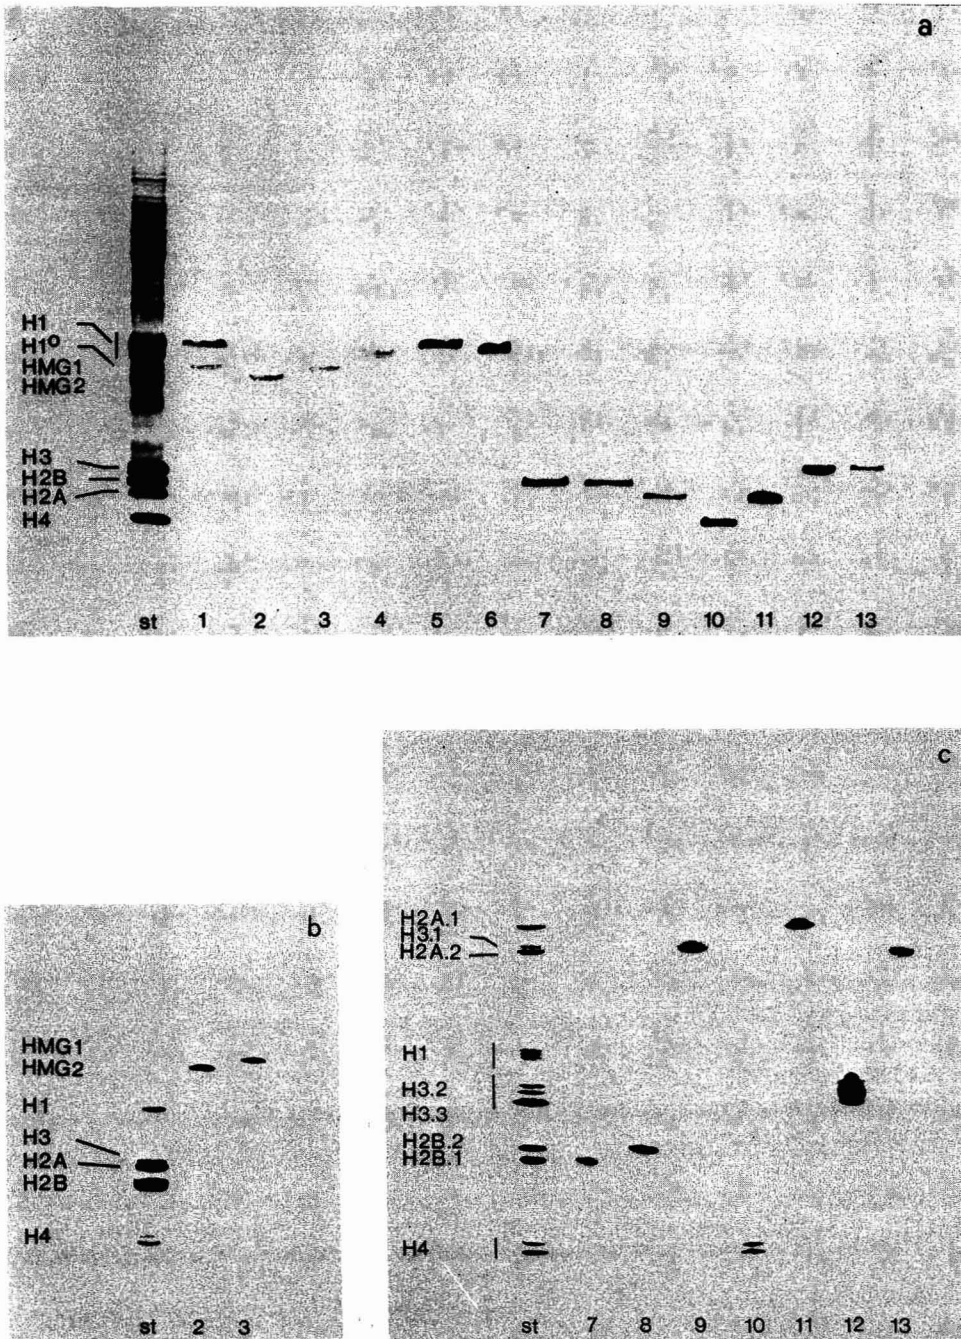 a
H1
H1°
HMG1
HMG2
H3
H2B
H2A
H4
st 1 2 3 4 5 6 7 8 9 10 11 12 13
b
HMG1
HMG2
H1
H3
H2A
H2B
H4
st 2 3
c
H2A.1
H3.1
H2A.2
H1
H3.2
H3.3
H2B.2
H2B.1
H4
st 7 8 9 10 11 12 13